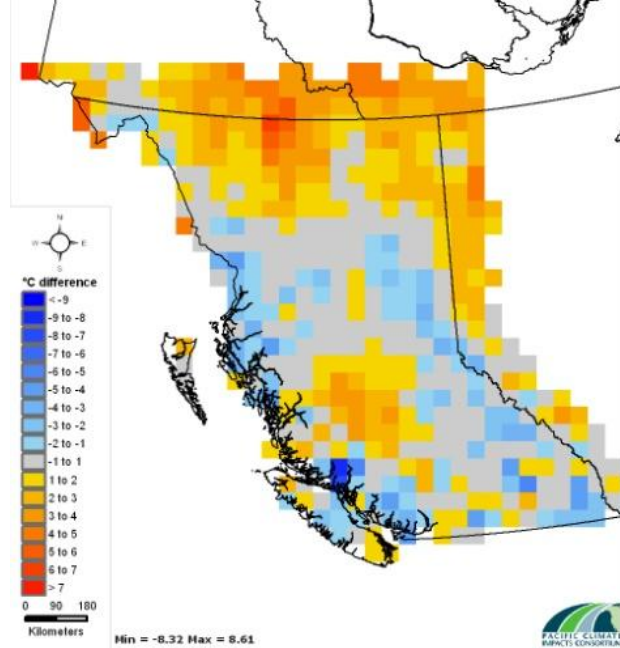 N
W E
S
°C difference
< -9
-9 to -8
-8 to -7
-7 to -6
-6 to -5
-5 to -4
-4 to -3
-3 to -2
-2 to -1
-1 to 1
1 to 2
2 to 3
3 to 4
4 to 5
5 to 6
6 to 7
> 7
0 90 180
Kilometers
Min = -8.32 Max = 8.61
PACIFIC CLIMATE
IMPACTS CONSORTIUM